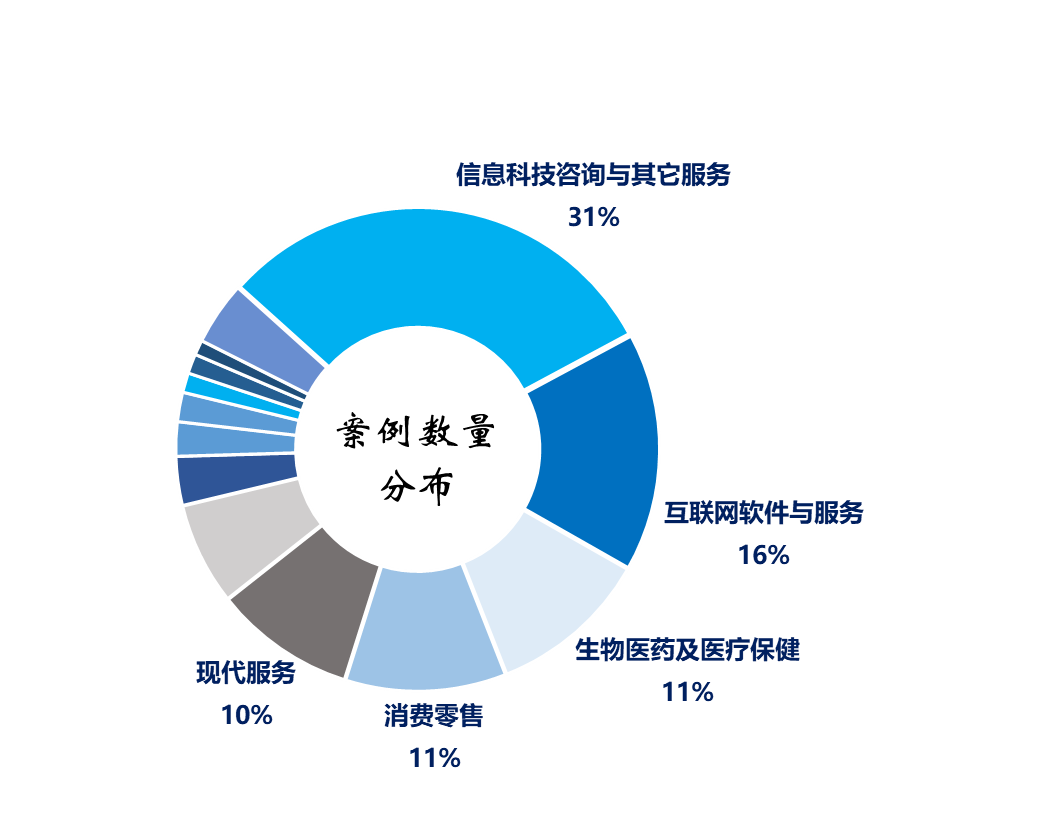 信息科技咨询与其它服务
31%
案例数量
分布
互联网软件与服务
16%
生物医药及医疗保健
11%
现代服务
10%
消费零售
11%